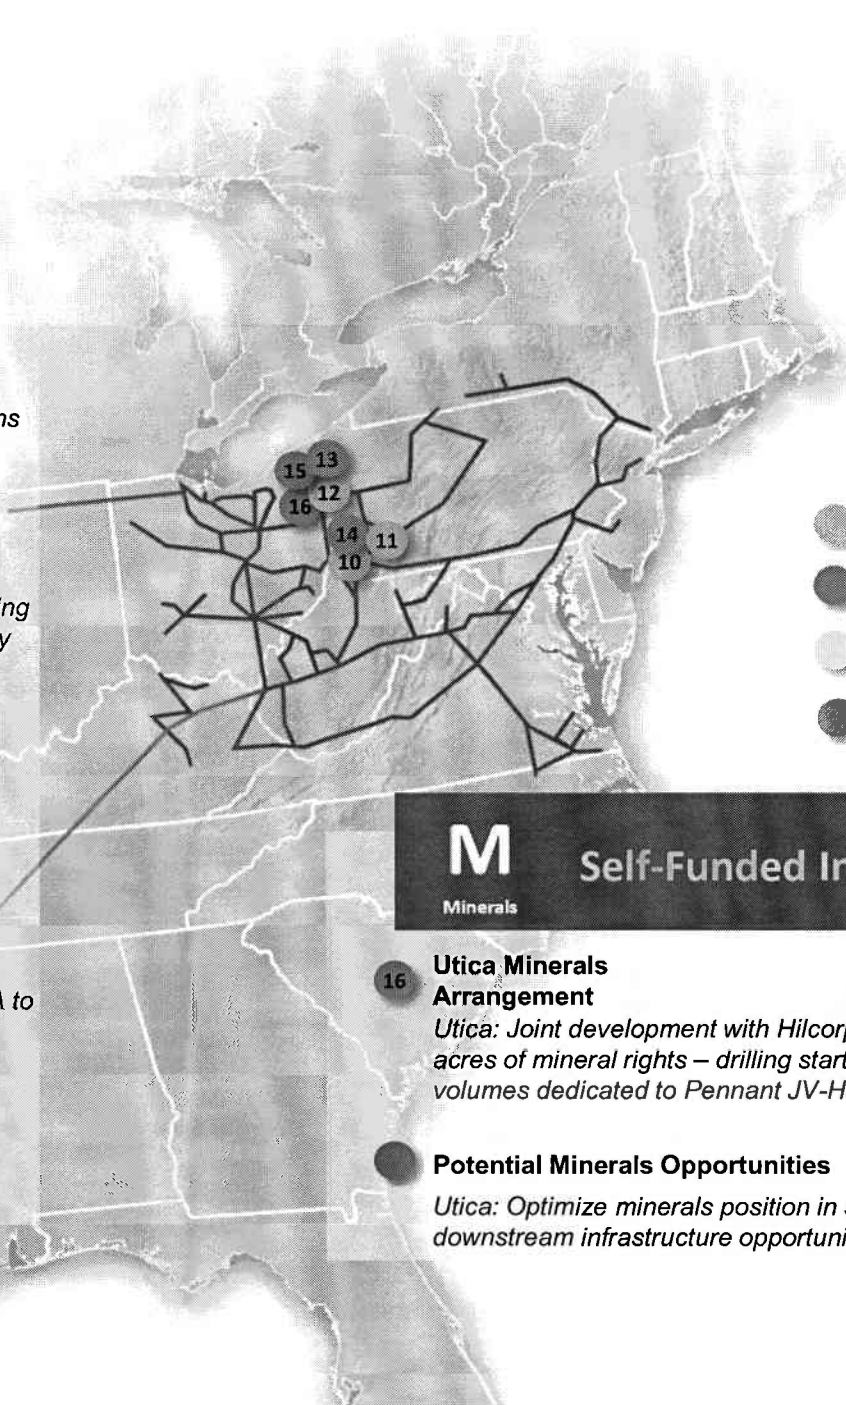 ns
15 13
12
16
14 11
10
ing
y
M
Minerals
Self-Funded In
16 Utica Minerals
Arrangement
A to
Utica: Joint development with Hilcorp
acres of mineral rights – drilling start
volumes dedicated to Pennant JV-H
Potential Minerals Opportunities
Utica: Optimize minerals position in
downstream infrastructure opportuni